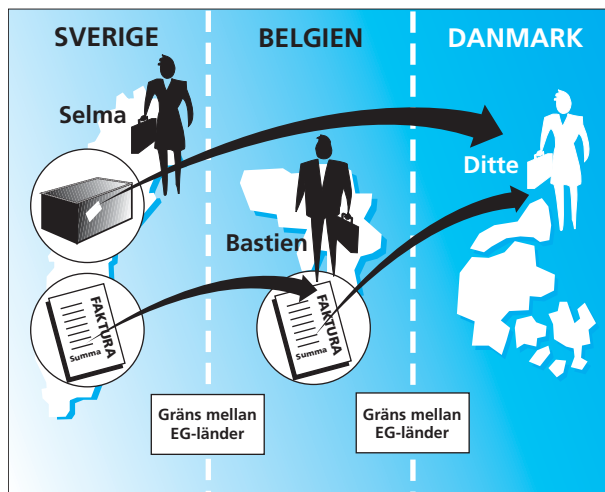 SVERIGE
BELGIEN
DANMARK
Selma
Ditte
Bastien
FAKTURA
Summa
FAKTURA
Summa
Gräns mellan
EG-länder
Gräns mellan
EG-länder